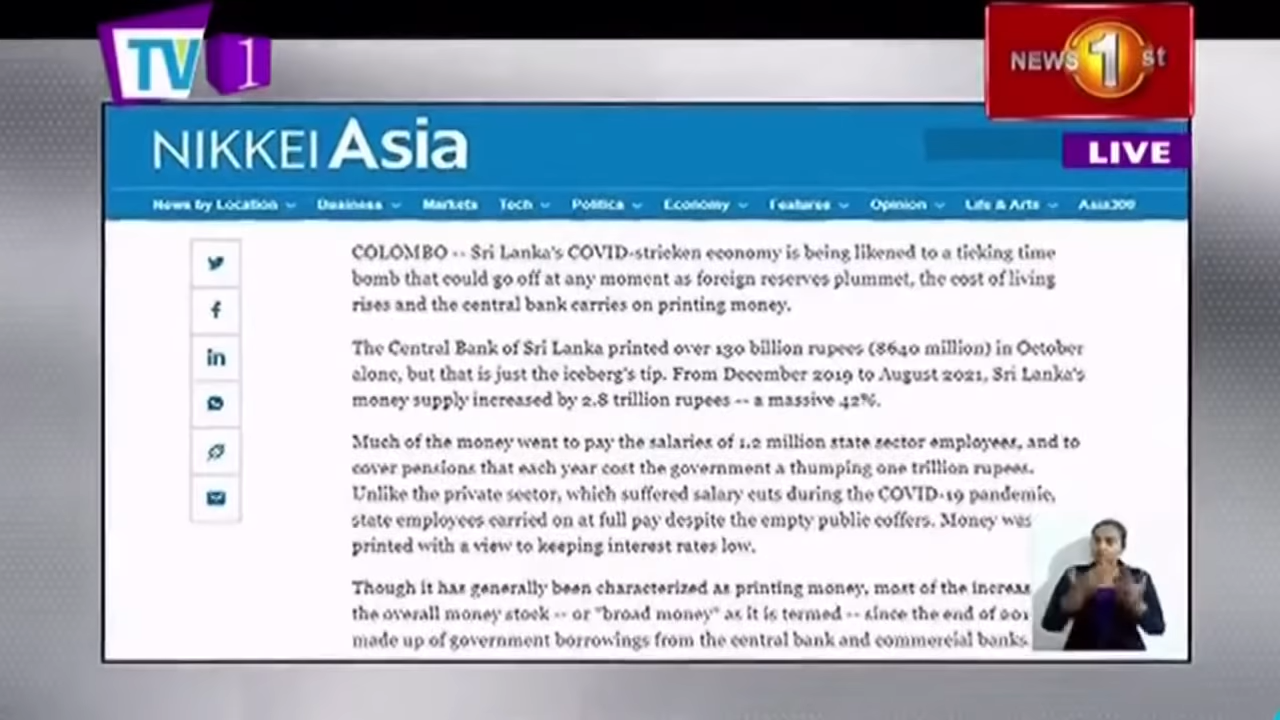 TV 1
NEWS 1st
NIKKEI Asia
LIVE
News by Location
Business
Markets
Tech
Politics
Economy
Features
Opinion
Life & Arts
Asia300
COLOMBO -- Sri Lanka's COVID-stricken economy is being likened to a ticking time
bomb that could go off at any moment as foreign reserves plummet, the cost of living
rises and the central bank carries on printing money.
The Central Bank of Sri Lanka printed over 130 billion rupees ($640 million) in October
alone, but that is just the iceberg's tip. From December 2019 to August 2021, Sri Lanka's
money supply increased by 2.8 trillion rupees -- a massive 42%.
Much of the money went to pay the salaries of 1.2 million state sector employees, and to
cover pensions that each year cost the government a thumping one trillion rupees.
Unlike the private sector, which suffered salary cuts during the COVID-19 pandemic,
state employees carried on at full pay despite the empty public coffers. Money was
printed with a view to keeping interest rates low.
Though it has generally been characterized as printing money, most of the increas
the overall money stock -- or "broad money" as it is termed -- since the end of 201
made up of government borrowings from the central bank and commercial banks.
in